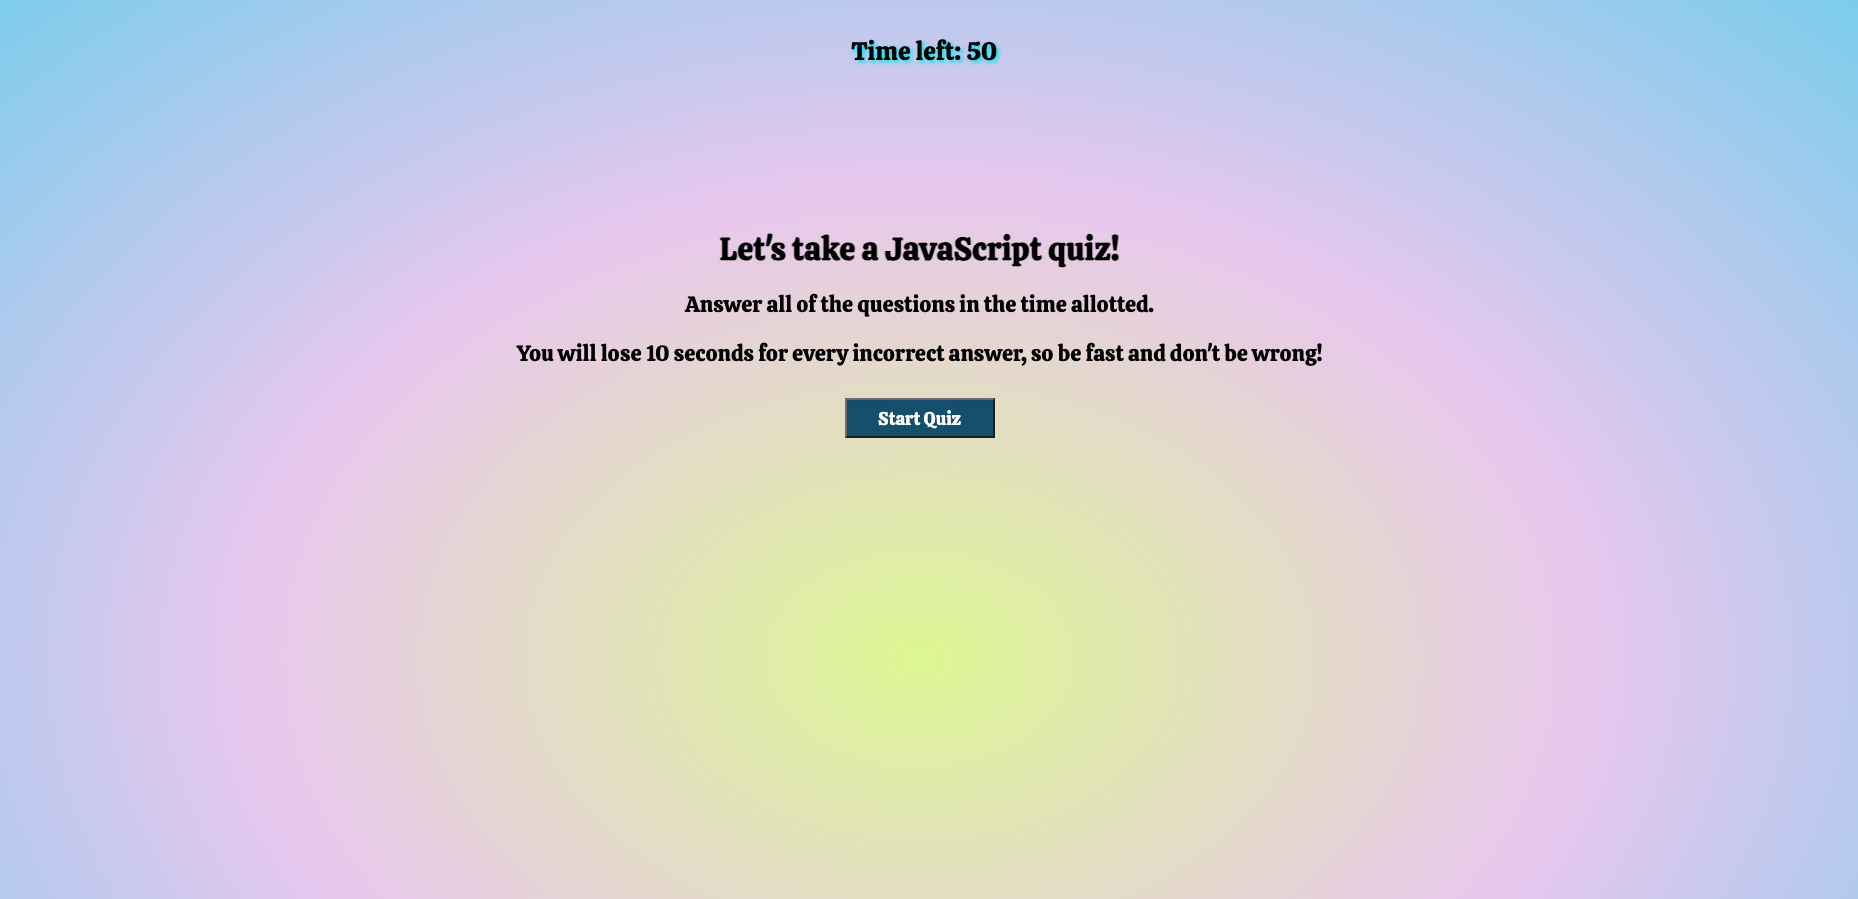 Time left: 50
Let's take a JavaScript quiz!
Answer all of the questions in the time allotted.
You will lose 10 seconds for every incorrect answer, so be fast and don't be wrong!
Start Quiz